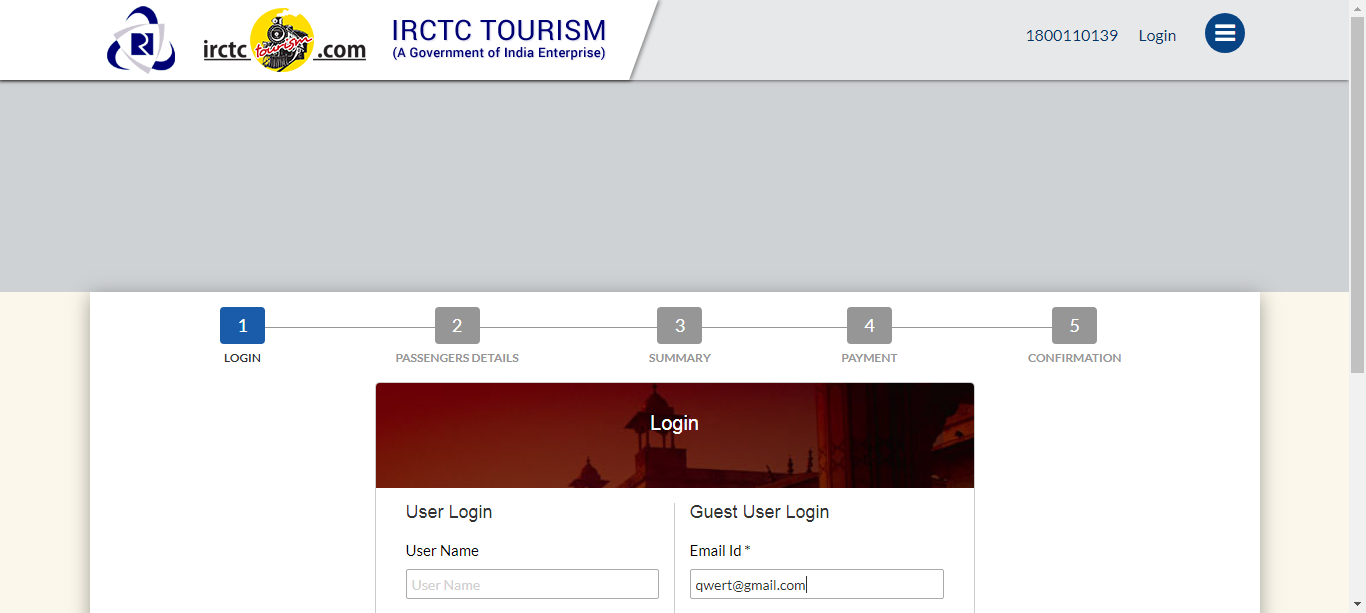 irctc tourism .com
IRCTC TOURISM
(A Government of India Enterprise)
1800110139 Login
1 2 3 4 5
LOGIN PASSENGERS DETAILS SUMMARY PAYMENT CONFIRMATION
Login
User Login
User Name
User Name
Guest User Login
Email Id *
qwert@gmail.com